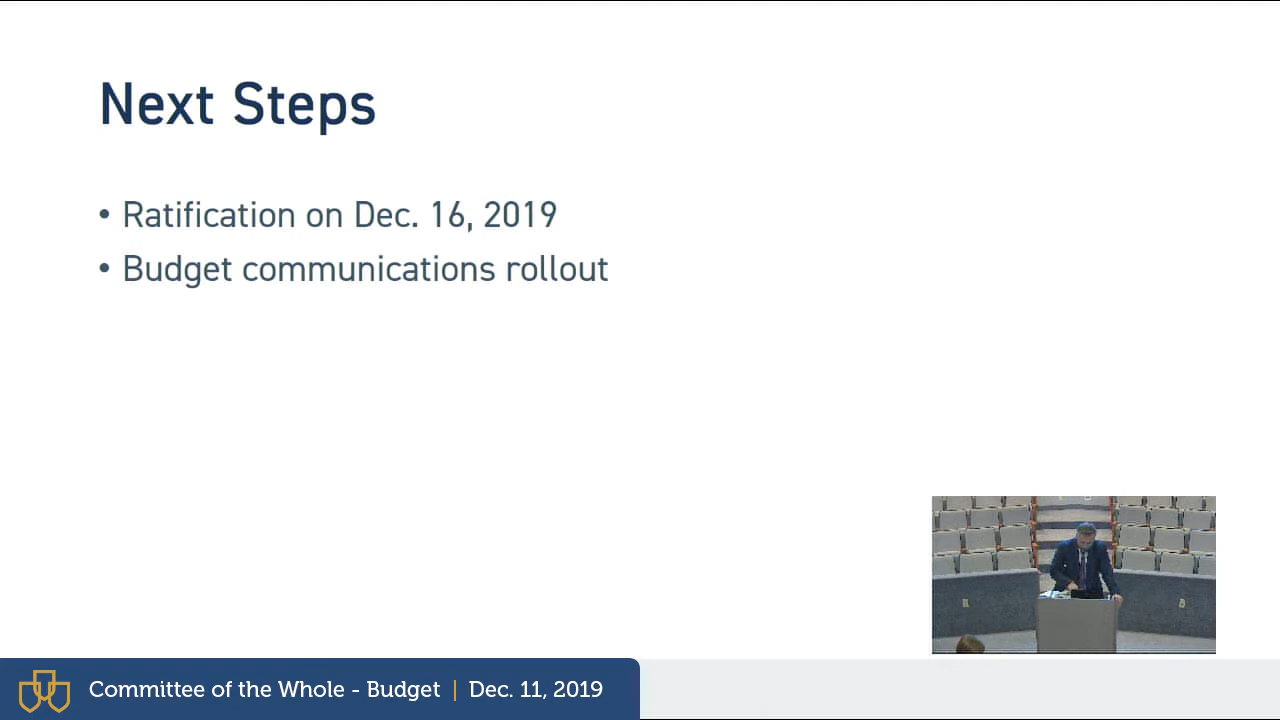 Next Steps
• Ratification on Dec. 16, 2019
• Budget communications rollout
Committee of the Whole - Budget | Dec. 11, 2019